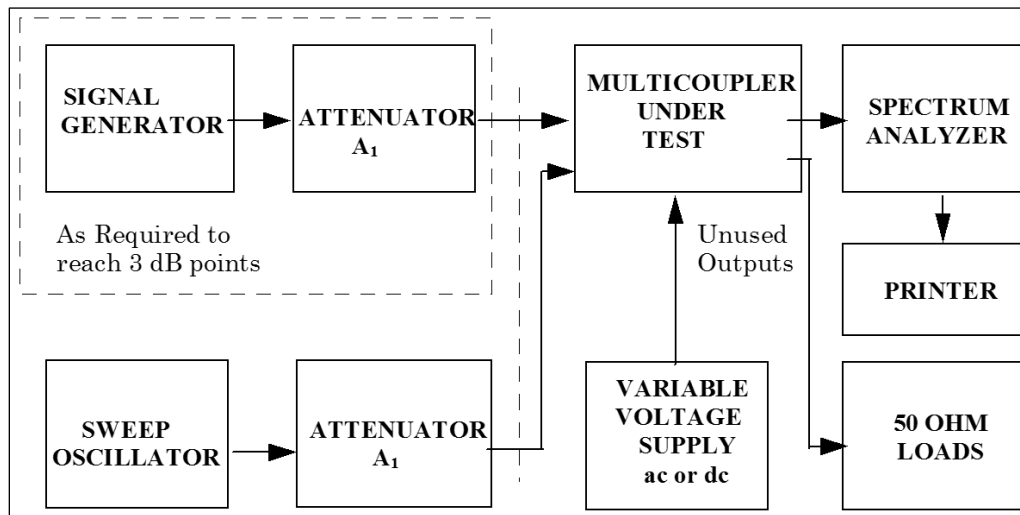 SIGNAL
GENERATOR
ATTENUATOR
A₁
As Required to
reach 3 dB points
MULTICOUPLER
UNDER
TEST
SPECTRUM
ANALYZER
Unused
Outputs
PRINTER
SWEEP
OSCILLATOR
ATTENUATOR
A₁
VARIABLE
VOLTAGE
SUPPLY
ac or dc
50 OHM
LOADS